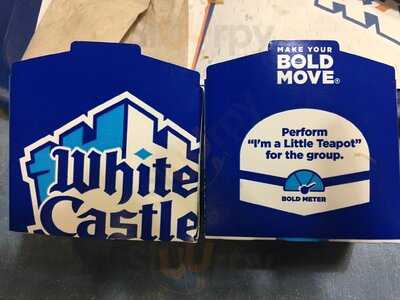 White
Castle
MAKE YOUR
BOLD
MOVE®
Perform
"I'm a Little Teapot"
for the group.
BOLD METER